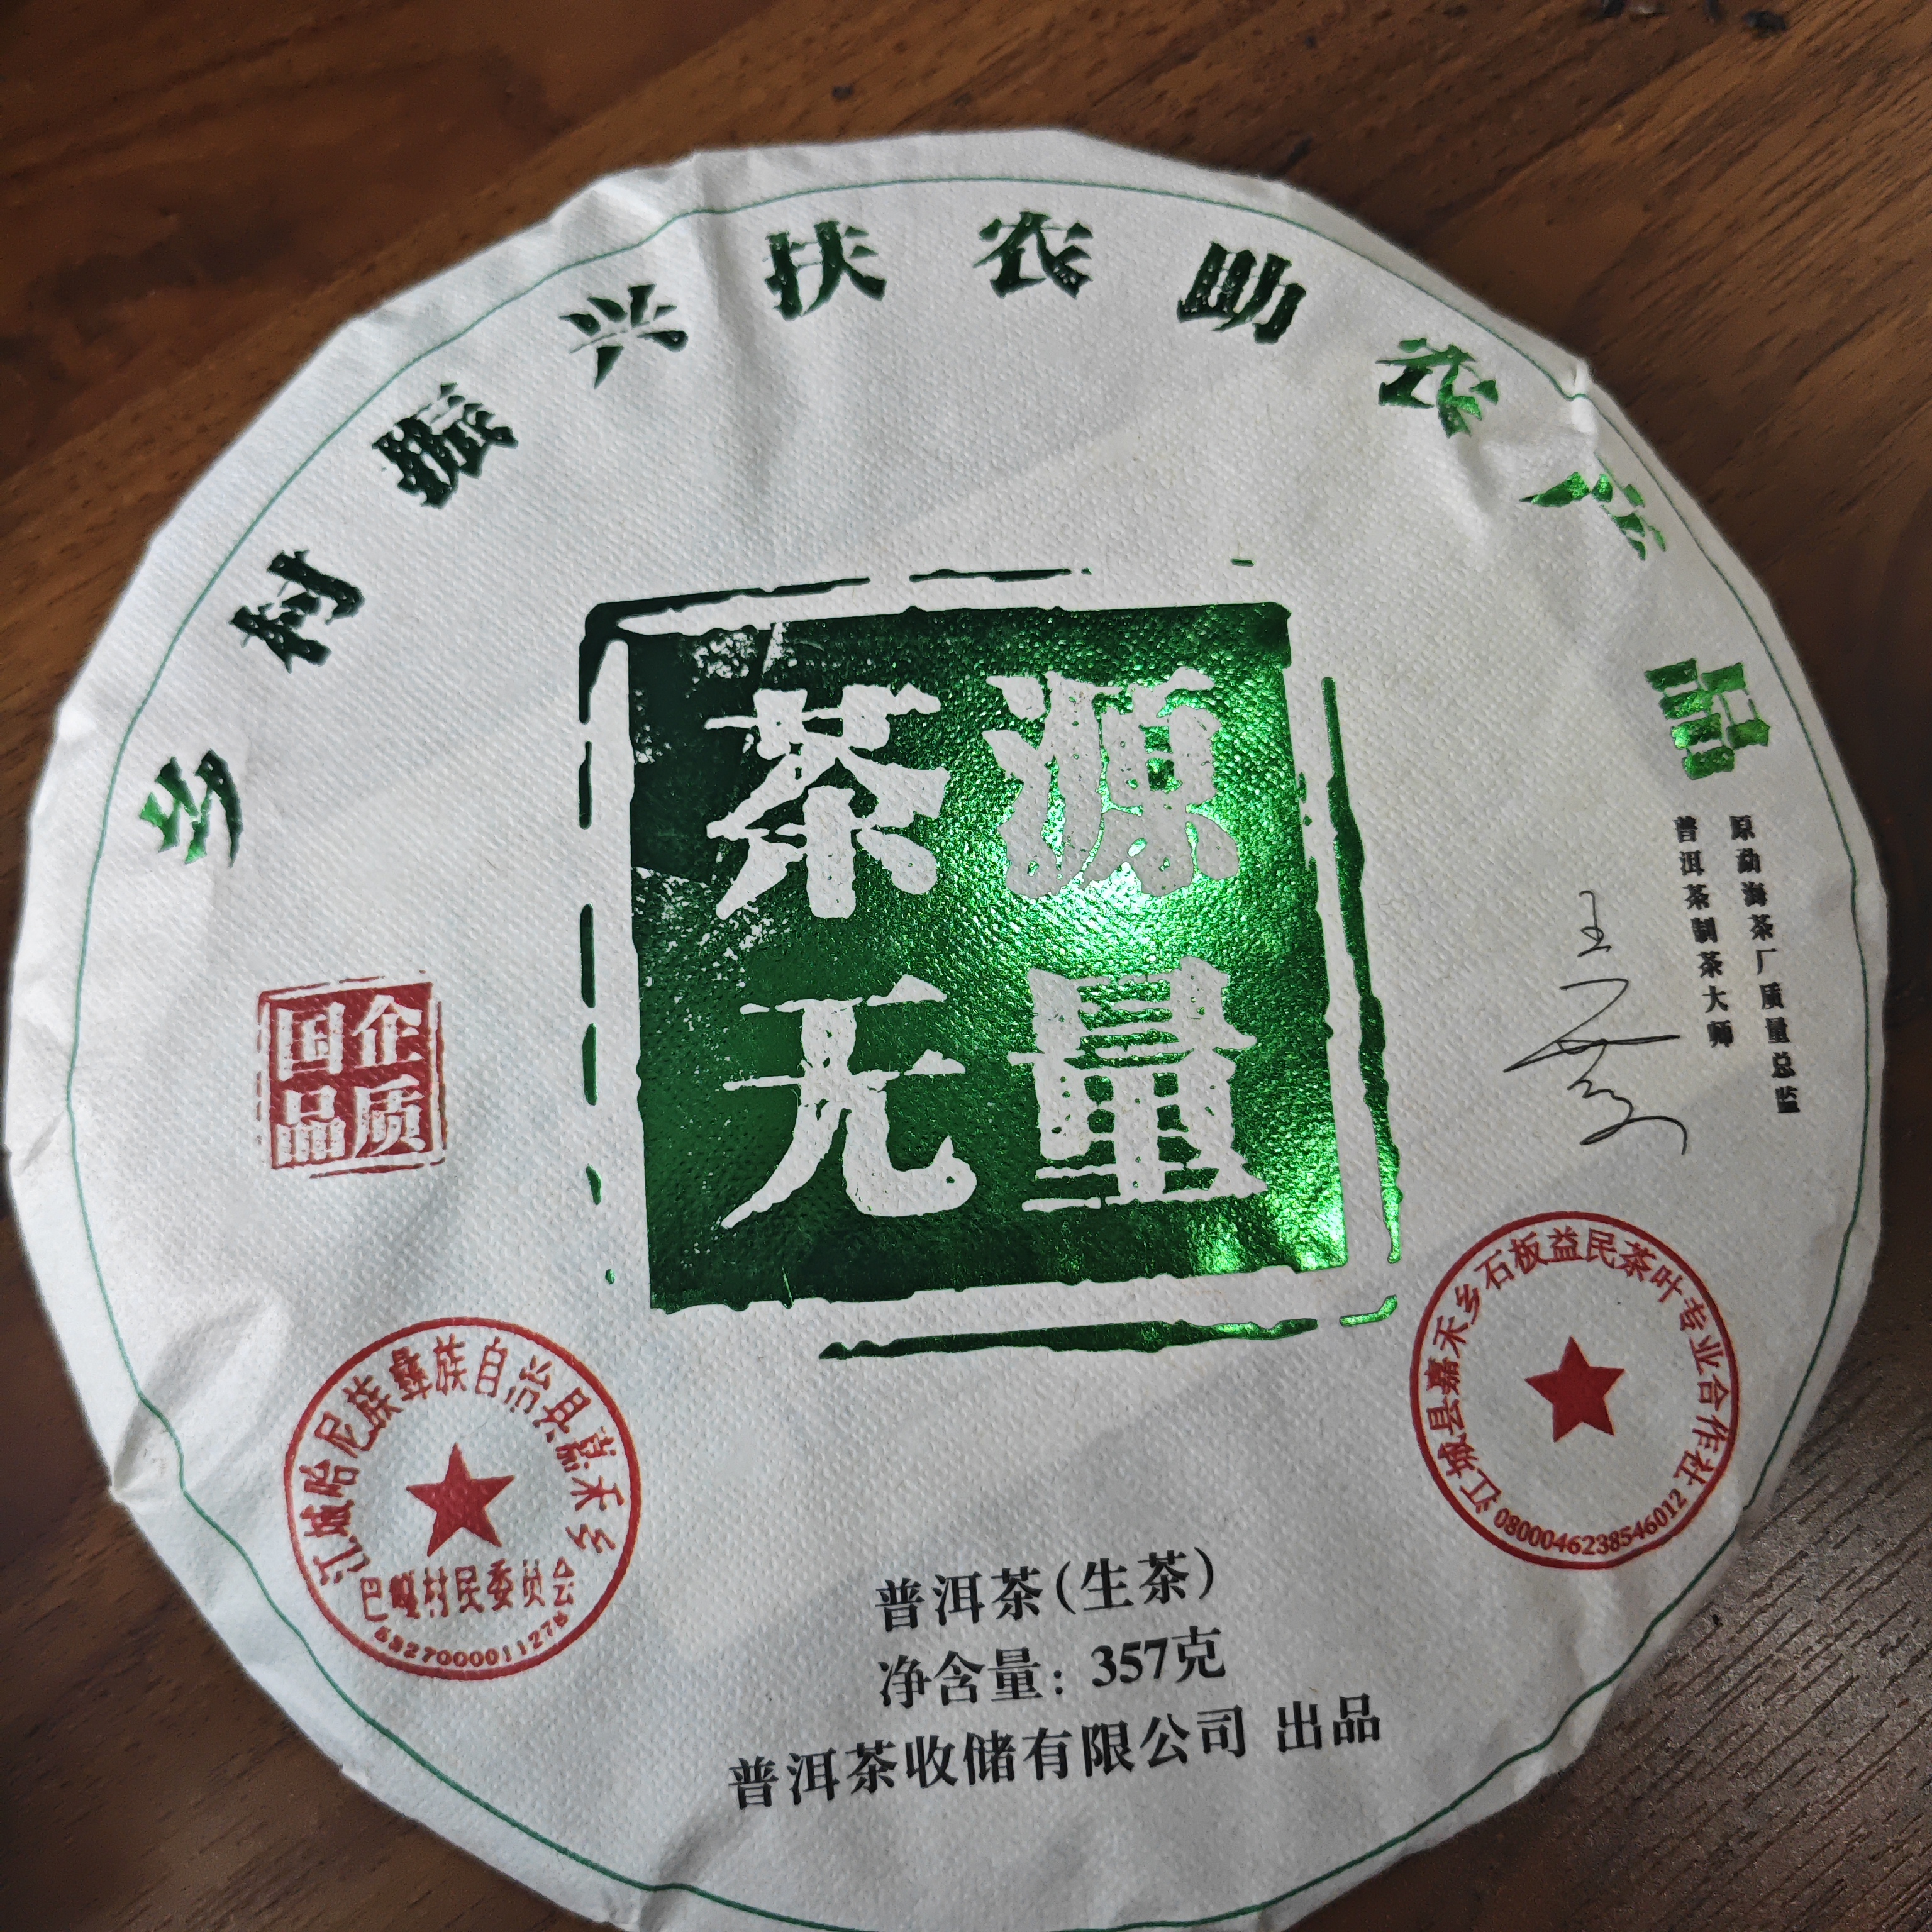 乡村振兴扶农助农产品
茶源
无量
原勐海茶厂质量总监
普洱茶制茶大师
国企
品质
江城哈尼族彝族自治县嘉禾乡
巴嘎村民委员会
江城县嘉禾乡石板益民茶叶专业合作社
0800046238546012
普洱茶(生茶)
净含量:357克
普洱茶收储有限公司 出品